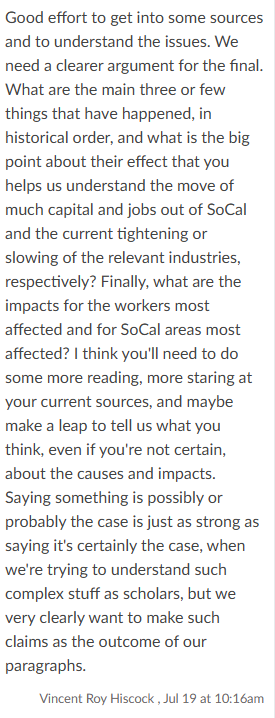 Good effort to get into some sources
and to understand the issues. We
need a clearer argument for the final.
What are the main three or few
things that have happened, in
historical order, and what is the big
point about their effect that you
helps us understand the move of
much capital and jobs out of SoCal
and the current tightening or
slowing of the relevant industries,
respectively? Finally, what are the
impacts for the workers most
affected and for SoCal areas most
affected? I think you'll need to do
some more reading, more staring at
your current sources, and maybe
make a leap to tell us what you
think, even if you're not certain,
about the causes and impacts.
Saying something is possibly or
probably the case is just as strong as
saying it's certainly the case, when
we're trying to understand such
complex stuff as scholars, but we
very clearly want to make such
claims as the outcome of our
paragraphs.
Vincent Roy Hiscock , Jul 19 at 10:16am